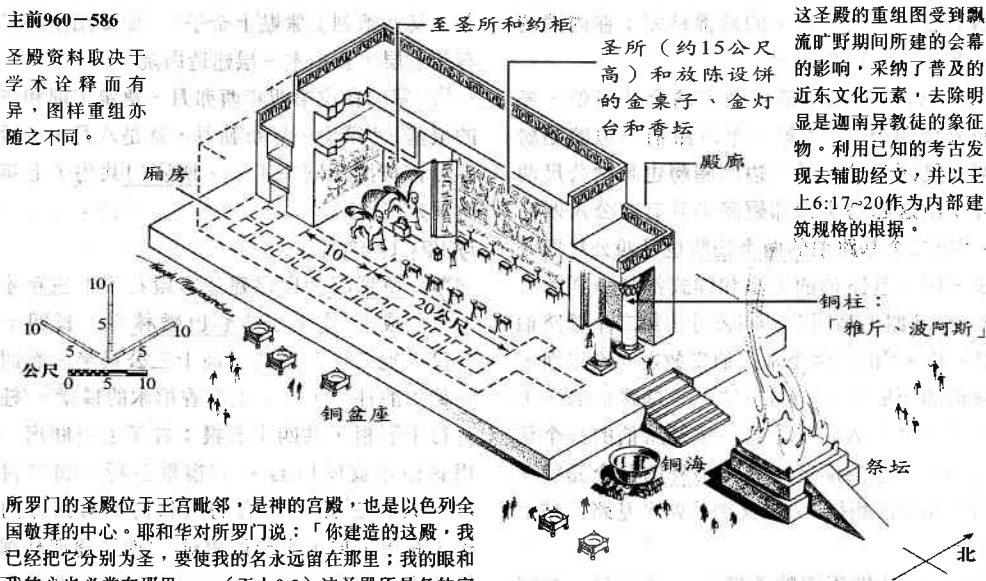 主前960－586
圣殿资料取决于
学术诠释而有
异，图样重组亦
随之不同。
至圣所和约柜
圣所（约15公尺
高）和放陈设饼
的金桌子、金灯
台和香坛
这圣殿的重组图受到飘
流旷野期间所建的会幕
的影响，采纳了普及的
近东文化元素，去除明
显是迦南异教徒的象征
物。利用已知的考古发
现去辅助经文，并以王
上6:17~20作为内部建
筑规格的根据。
厢房
殿廊
10
20公尺
Hugh Claycombe
10
10
5
5
10
公尺 0 5 10
铜柱：
「雅斤、波阿斯」
铜盆座
铜海
祭坛
北
所罗门的圣殿位于王宫毗邻，是神的宫殿，也是以色列全
国敬拜的中心。耶和华对所罗门说：「你建造的这殿，我
已经把它分别为圣，要使我的名永远留在那里；我的眼和